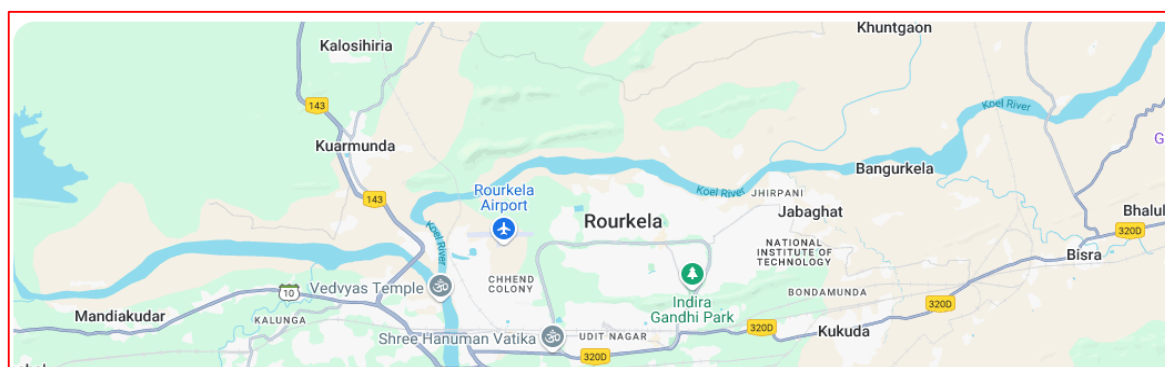 Khuntgaon
Kalosihiria
143
Koel River
Kuarmunda
Bangurkela
Koel River
JHIRPANI
Rourkela
Airport
143
Jabaghat
Rourkela
Koel River
320D
NATIONAL
INSTITUTE OF
TECHNOLOGY
Bisra
CHHEND
COLONY
Vedvyas Temple
10
Indira
Gandhi Park
BONDAMUNDA
320D
Mandiakudar
KALUNGA
Shree Hanuman Vatika
UDIT NAGAR
320D
Kukuda
320D